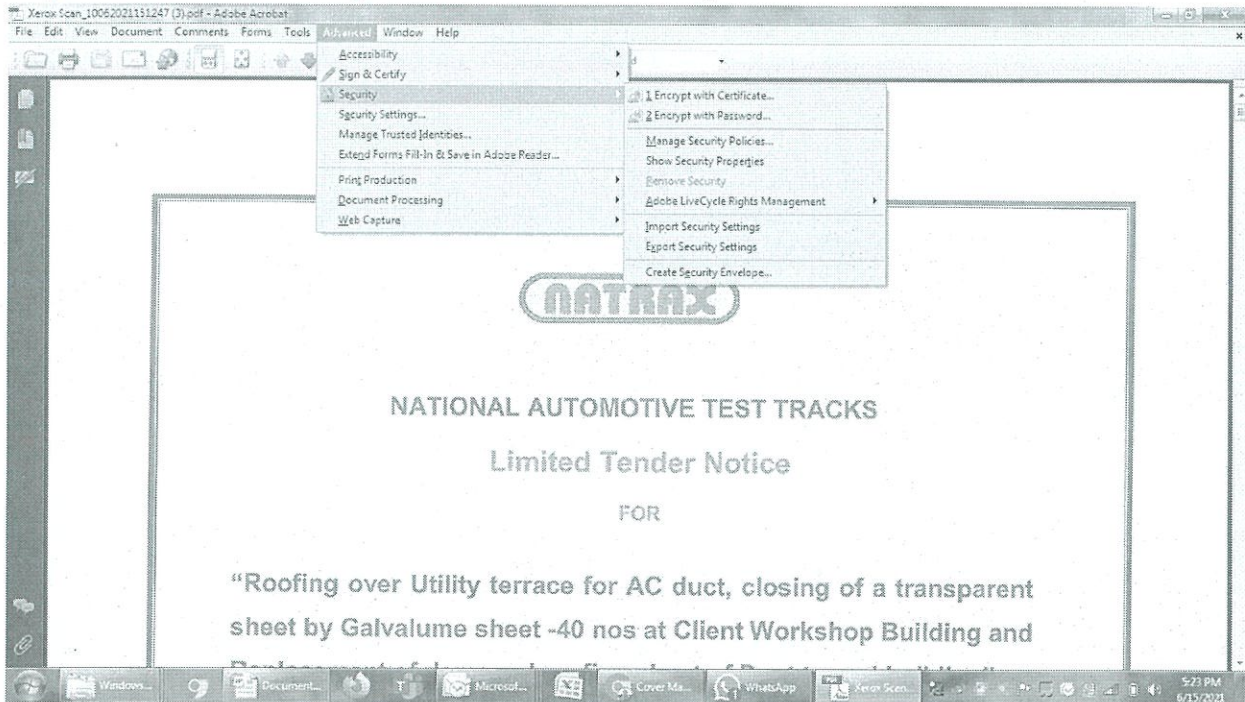 Xerox Scan_10062021151247 (3).pdf - Adobe Acrobat
File Edit View Document Comments Forms Tools Advanced Window Help
Accessibility
Sign & Certify
Security
Security Settings...
Manage Trusted Identities...
Extend Forms Fill-In & Save in Adobe Reader...
Print Production
Document Processing
Web Capture
1 Encrypt with Certificate...
2 Encrypt with Password...
Manage Security Policies...
Show Security Properties
Remove Security
Adobe LiveCycle Rights Management
Import Security Settings
Export Security Settings
Create Security Envelope...
NATRAX
NATIONAL AUTOMOTIVE TEST TRACKS
Limited Tender Notice
FOR
“Roofing over Utility terrace for AC duct, closing of a transparent
sheet by Galvalume sheet -40 nos at Client Workshop Building and
Windows... Document... Microsof... Cover Ma... WhatsApp Xerox Scan... 5:23 PM
6/15/2021